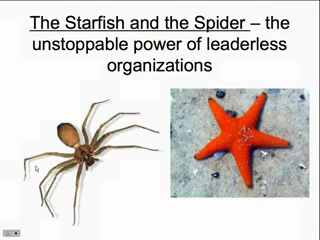 The Starfish and the Spider – the
unstoppable power of leaderless
organizations